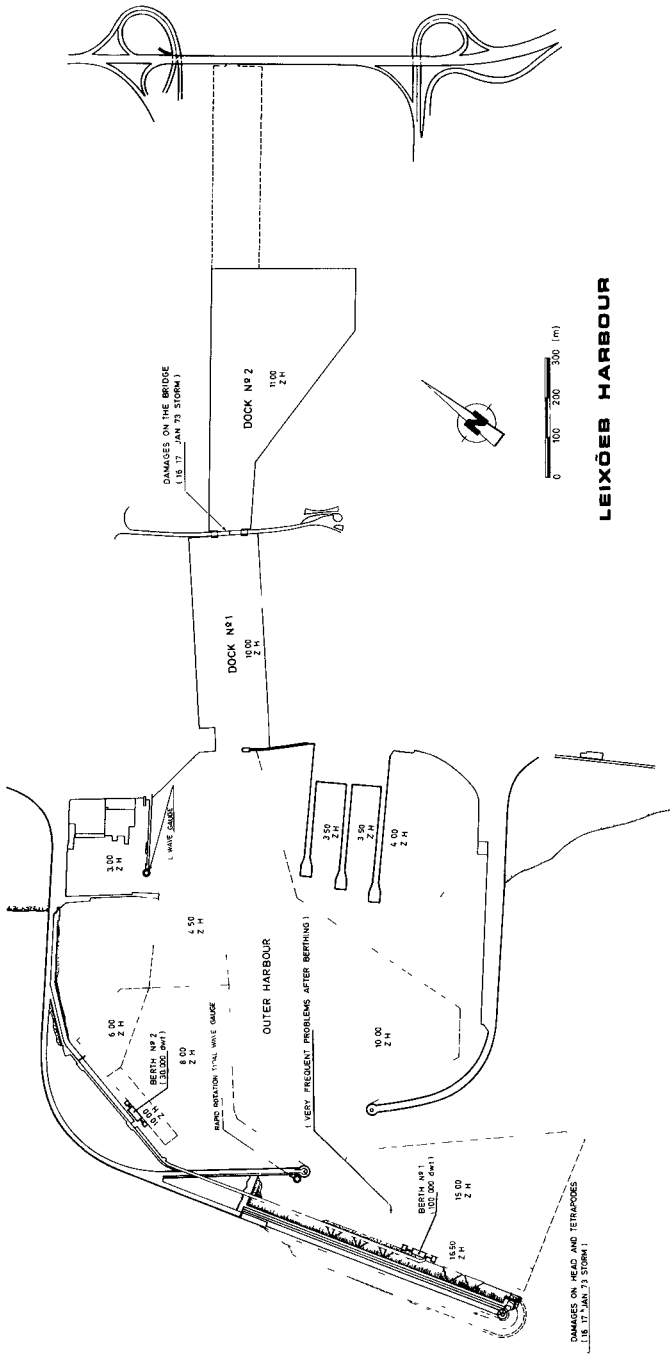 DAMAGES ON THE BRIDGE
(16 17 JAN 73 STORM)
DOCK Nº 2
11 00
Z H
DOCK Nº 1
10 00
Z H
N
0 100 200 300 (m)
LEIXÕEB HARBOUR
3.00
Z H
WAVE GAUGE
3.50
Z H
3.50
Z H
4.00
Z H
4.50
Z H
6.00
Z H
8.00
Z H
10.00
Z H
BERTH Nº 2
(30.000 dwt)
OUTER HARBOUR
RAPID ROTATION TIDAL WAVE GAUGE
(VERY FREQUENT PROBLEMS AFTER BERTHING)
10.00
Z H
BERTH Nº 1
(100 000 dwt)
15 00
Z H
16.50
Z H
DAMAGES ON HEAD AND TETRAPODES
(16 17 JAN 73 STORM)